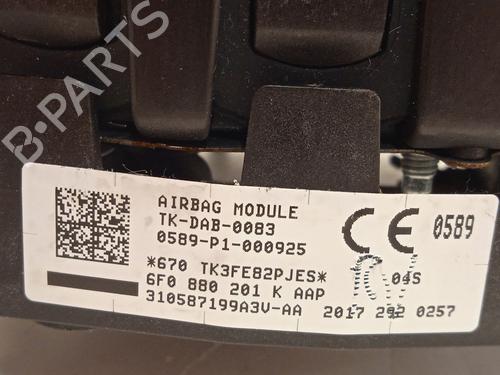 B-PARTS
AIRBAG MODULE
TK-DAB-0083
0589-P1-000925
CE 0589
*670 TK3FE82PJES*
04S
6F0 880 201 K AAP
310587199A3V-AA 2017 292 0257